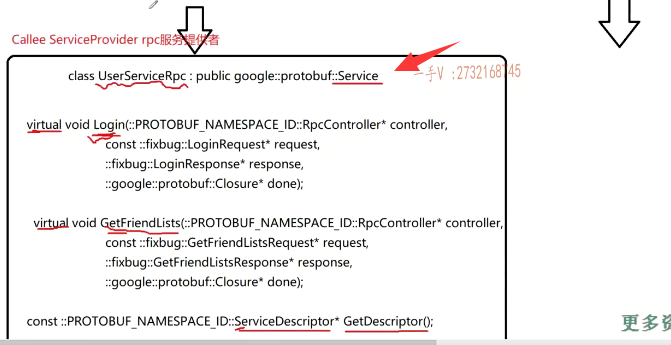 Callee ServiceProvider rpc服务提供者
class UserServiceRpc : public google::protobuf::Service
一手V :2732168745
virtual void Login(::PROTOBUF_NAMESPACE_ID::RpcController* controller,
const ::fixbug::LoginRequest* request,
::fixbug::LoginResponse* response,
::google::protobuf::Closure* done);
virtual void GetFriendLists(::PROTOBUF_NAMESPACE_ID::RpcController* controller,
const ::fixbug::GetFriendListsRequest* request,
::fixbug::GetFriendListsResponse* response,
::google::protobuf::Closure* done);
const ::PROTOBUF_NAMESPACE_ID::ServiceDescriptor* GetDescriptor();
更多资